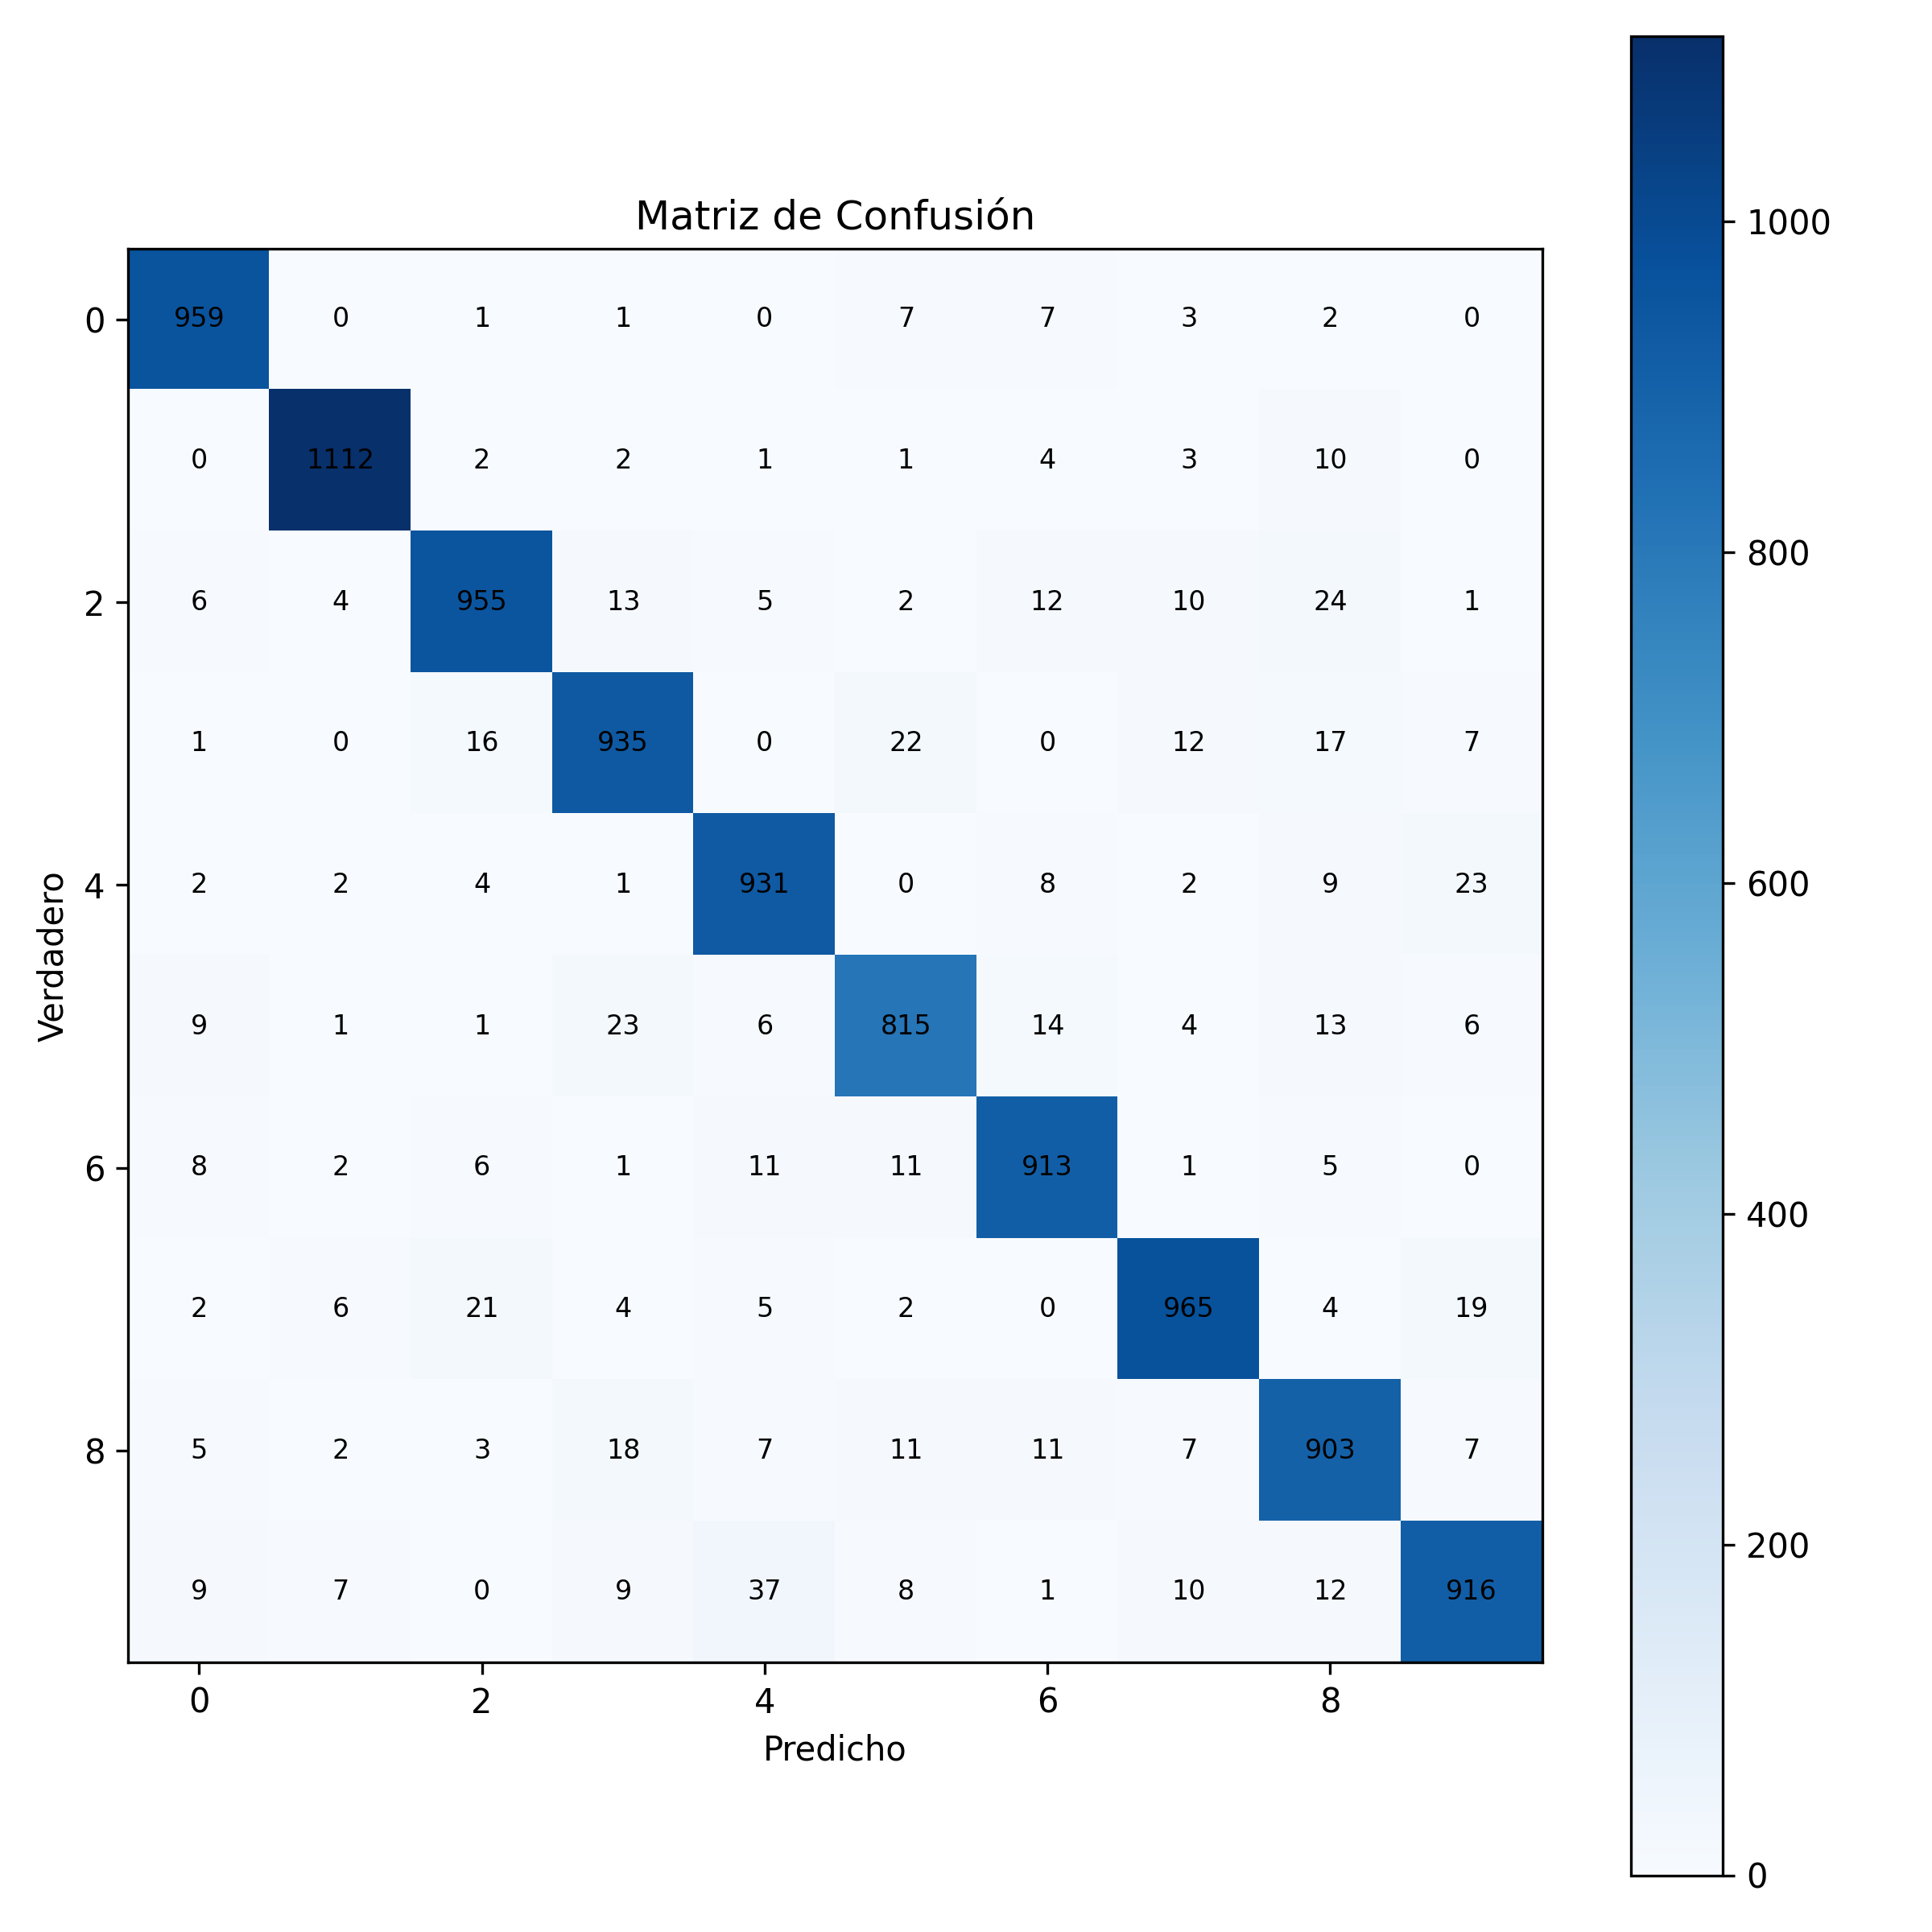 Matriz de Confusión
0 959 0 1 1 0 7 7 3 2 0
0 1112 2 2 1 1 4 3 10 0
2 6 4 955 13 5 2 12 10 24 1
1 0 16 935 0 22 0 12 17 7
4 2 2 4 1 931 0 8 2 9 23
9 1 1 23 6 815 14 4 13 6
6 8 2 6 1 11 11 913 1 5 0
2 6 21 4 5 2 0 965 4 19
8 5 2 3 18 7 11 11 7 903 7
9 7 0 9 37 8 1 10 12 916
0 2 4 6 8
Verdadero
Predicho
1000
800
600
400
200
0